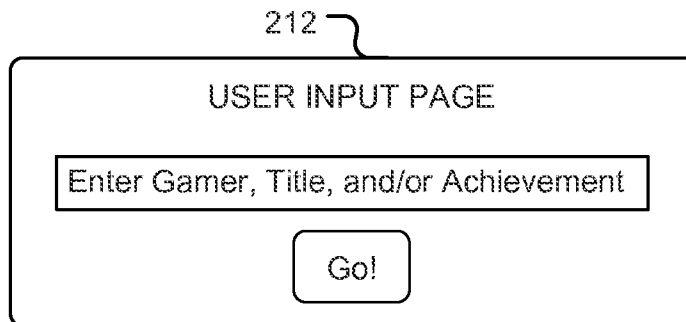 212
USER INPUT PAGE
Enter Gamer, Title, and/or Achievement
Go!